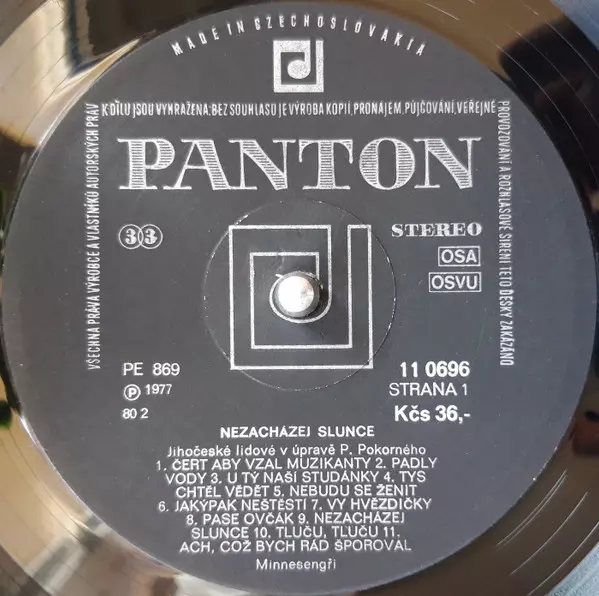 MADE IN CZECHOSLOVAKIA
VŠECHNA PRÁVA VÝROBCE A VLASTNÍKŮ AUTORSKÝCH PRÁV
K DÍLU JSOU VYHRAŽENA; BEZ SOUHLASU JE VÝROBA KOPIÍ, PRONÁJEM, PŮJČOVÁNÍ, VEŘEJNÉ
PROVOZOVÁNÍ A ROZHLASOVÉ ŠÍŘENÍ TÉTO DESKY ZAKÁZÁNO
PANTON
33
STEREO
OSA
OSVU
PE 869
℗ 1977
80 2
11 0696
STRANA 1
Kčs 36,-
NEZACHÁZEJ SLUNCE
Jihočeské lidové v úpravě P. Pokorného
1. ČERT ABY VZAL MUZIKANTY 2. PADLY
VODY 3. U TÝ NAŠÍ STUDÁNKY 4. TYS
CHTĚL VĚDĚT 5. NEBUDU SE ŽENIT
6. JAKÝPAK NEŠTĚSTÍ 7. VY HVĚZDIČKY
8. PASE OVČÁK 9. NEZACHÁZEJ
SLUNCE 10. TLUČU, TLUČU 11.
ACH, COŽ BYCH RÁD ŠPOROVAL
Minnesengři